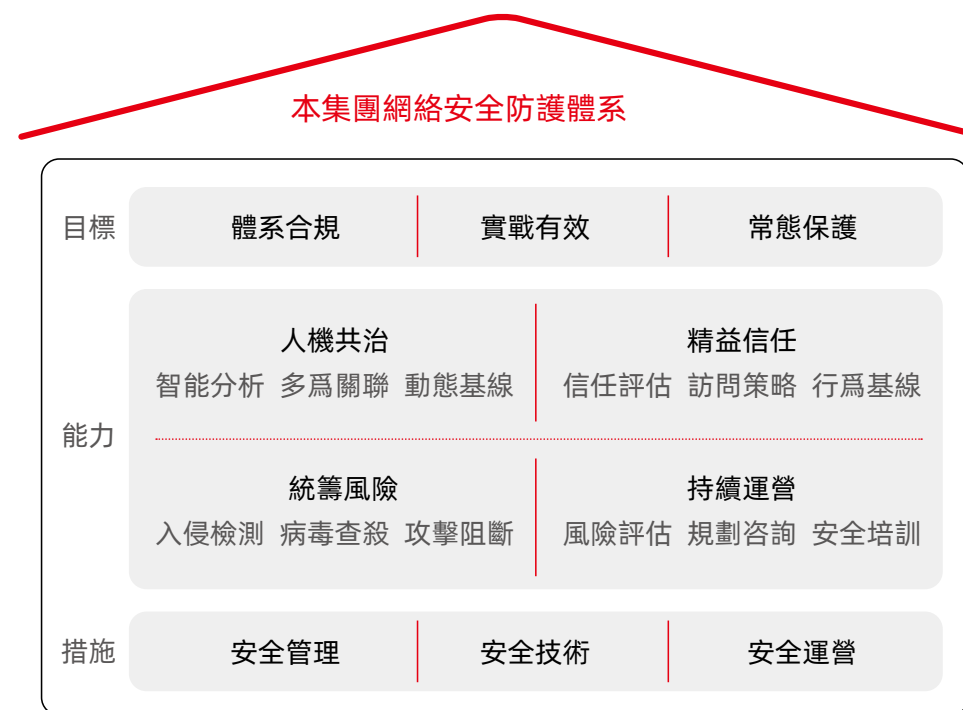 本集團網絡安全防護體系
目標 體系合規 實戰有效 常態保護
人機共治 精益信任
智能分析 多爲關聯 動態基線 信任評估 訪問策略 行爲基線
能力
統籌風險 持續運營
入侵檢測 病毒查殺 攻擊阻斷 風險評估 規劃咨詢 安全培訓
措施 安全管理 安全技術 安全運營